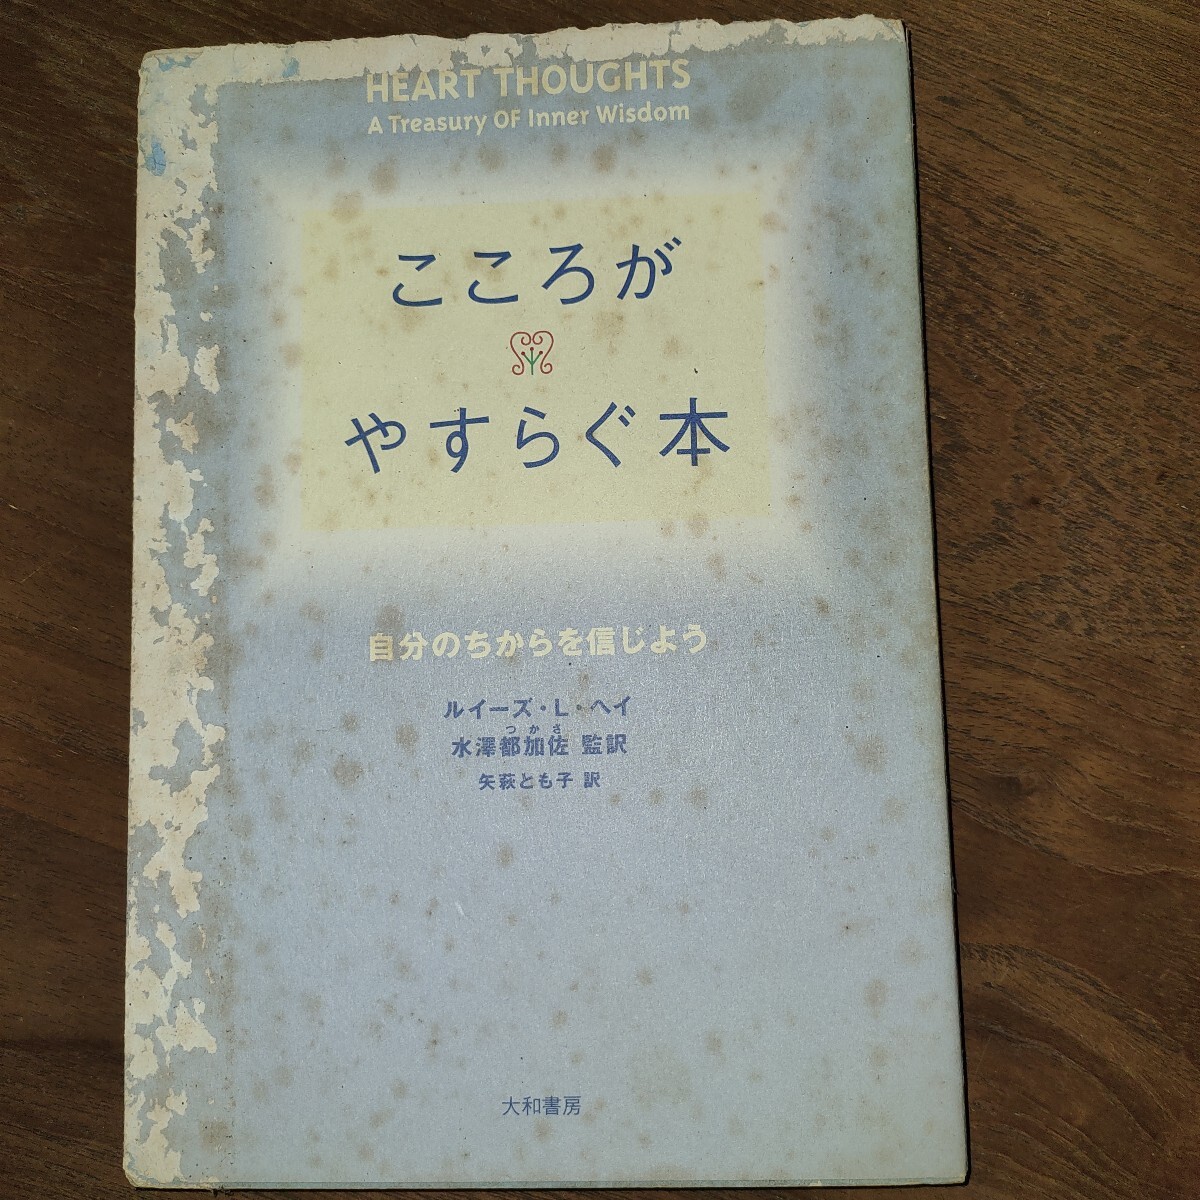 HEART THOUGHTS
A Treasury OF Inner Wisdom
こころが
やすらぐ本
自分のちからを信じよう
ルイーズ・L・ヘイ
つかさ
水澤都加佐 監訳
矢萩とも子 訳
大和書房